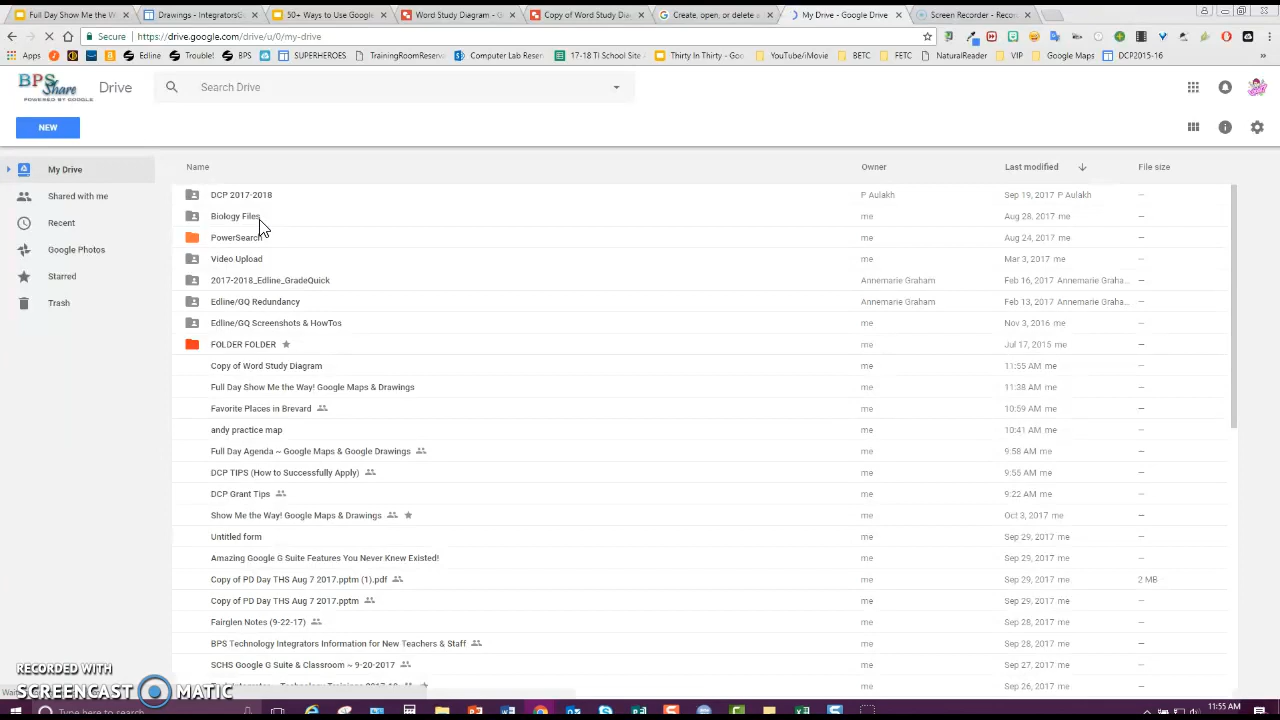 Full Day Show Me the W
Drawings - IntegratorsG
50+ Ways to Use Google
Word Study Diagram - G
Copy of Word Study Dia
Create, open, or delete a
My Drive - Google Drive
Screen Recorder - Reco
Secure
https://drive.google.com/drive/u/0/my-drive
Apps
Edline
Trouble!
BPS
SUPERHEROES
TrainingRoomReser
Computer Lab Reser
17-18 TI School Site
Thirty In Thirty - Goo
YouTube/iMovie
BETC
FETC
NaturalReader
VIP
Google Maps
DCP2015-16
BPS Share
POWERED BY GOOGLE
Drive
Search Drive
NEW
My Drive
Shared with me
Recent
Google Photos
Starred
Trash
Name Owner Last modified File size
DCP 2017-2018 P Aulakh Sep 19, 2017 P Aulakh —
Biology Files me Aug 28, 2017 me —
PowerSearch me Aug 24, 2017 me —
Video Upload me Mar 3, 2017 me —
2017-2018_Edline_GradeQuick Annemarie Graham Feb 16, 2017 Annemarie Graha... —
Edline/GQ Redundancy Annemarie Graham Feb 13, 2017 Annemarie Graha... —
Edline/GQ Screenshots & HowTos me Nov 3, 2016 me —
FOLDER FOLDER me Jul 17, 2015 me —
Copy of Word Study Diagram me 11:55 AM me —
Full Day Show Me the Way! Google Maps & Drawings me 11:38 AM me —
Favorite Places in Brevard me 10:59 AM me —
andy practice map me 10:41 AM me —
Full Day Agenda ~ Google Maps & Google Drawings me 9:58 AM me —
DCP TIPS (How to Successfully Apply) me 9:55 AM me —
DCP Grant Tips me 9:22 AM me —
Show Me the Way! Google Maps & Drawings me Oct 3, 2017 me —
Untitled form me Sep 29, 2017 me —
Amazing Google G Suite Features You Never Knew Existed! me Sep 29, 2017 me —
Copy of PD Day THS Aug 7 2017.pptm (1).pdf me Sep 29, 2017 me 2 MB
Copy of PD Day THS Aug 7 2017.pptm me Sep 29, 2017 me —
Fairglen Notes (9-22-17) me Sep 28, 2017 me —
BPS Technology Integrators Information for New Teachers & Staff me Sep 28, 2017 me —
SCHS Google G Suite & Classroom ~ 9-20-2017 me Sep 27, 2017 me —
me Sep 26, 2017 me —
RECORDED WITH
SCREENCAST MATIC
Type here to search
11:55 AM